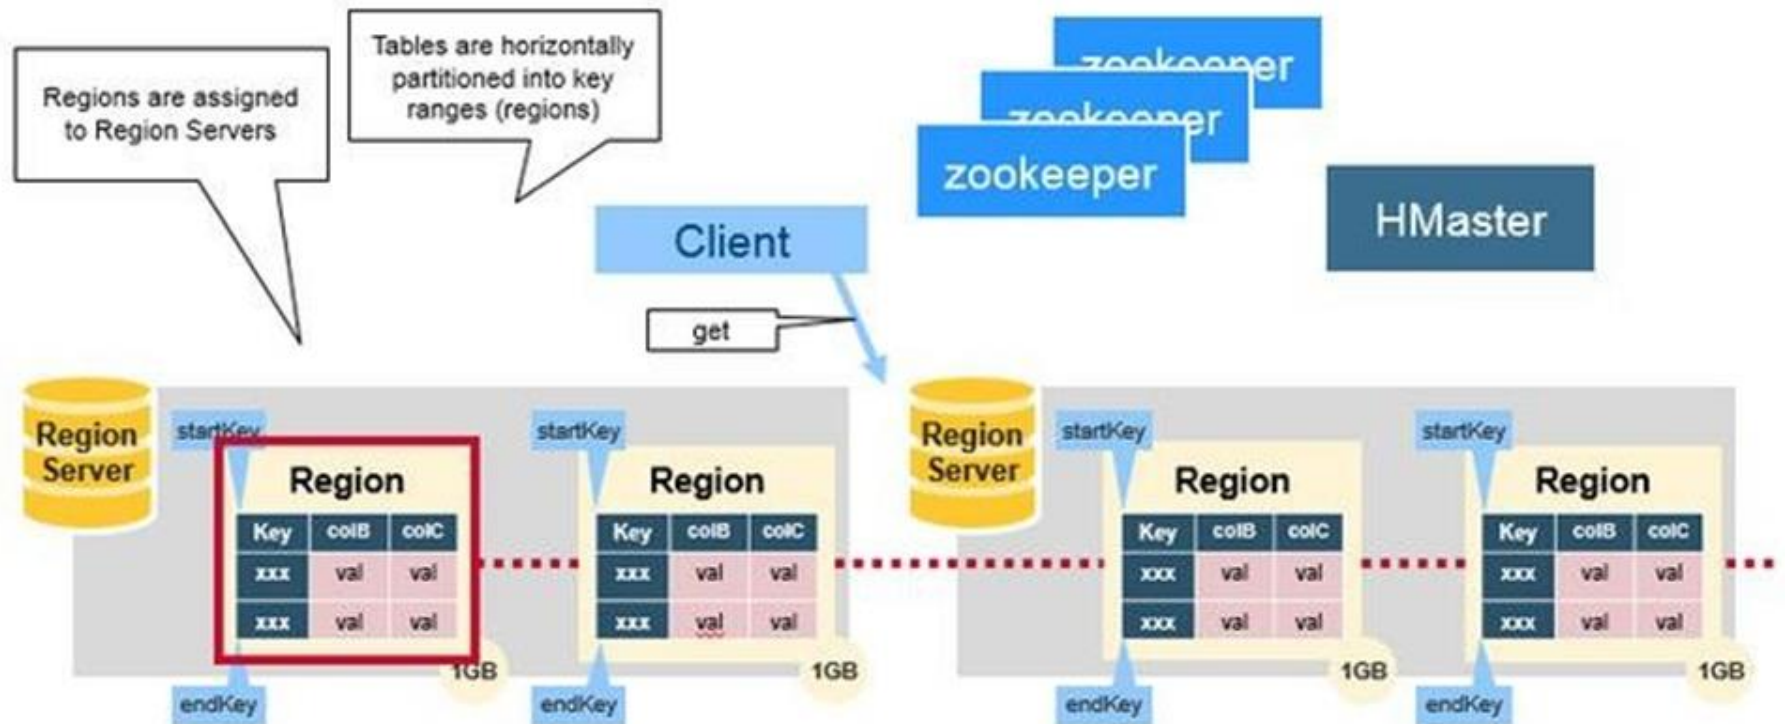 Regions are assigned
to Region Servers
Tables are horizontally
partitioned into key
ranges (regions)
zookeeper
zookeeper
zookeeper
HMaster
Client
get
Region
Server
startKey
Region
Key colB colC
xxx val val
xxx val val
1GB
endKey
startKey
Region
Key colB colC
xxx val val
xxx val val
1GB
endKey
Region
Server
startKey
Region
Key colB colC
xxx val val
xxx val val
1GB
endKey
startKey
Region
Key colB colC
xxx val val
xxx val val
1GB
endKey